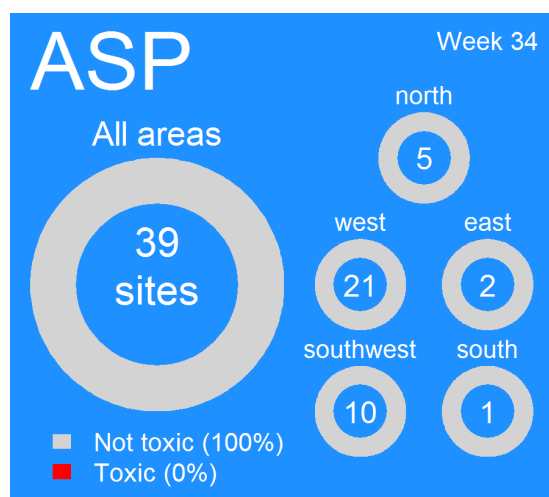 ASP
Week 34
All areas
39
sites
north
5
west
21
east
2
southwest
10
south
1
Not toxic (100%)
Toxic (0%)